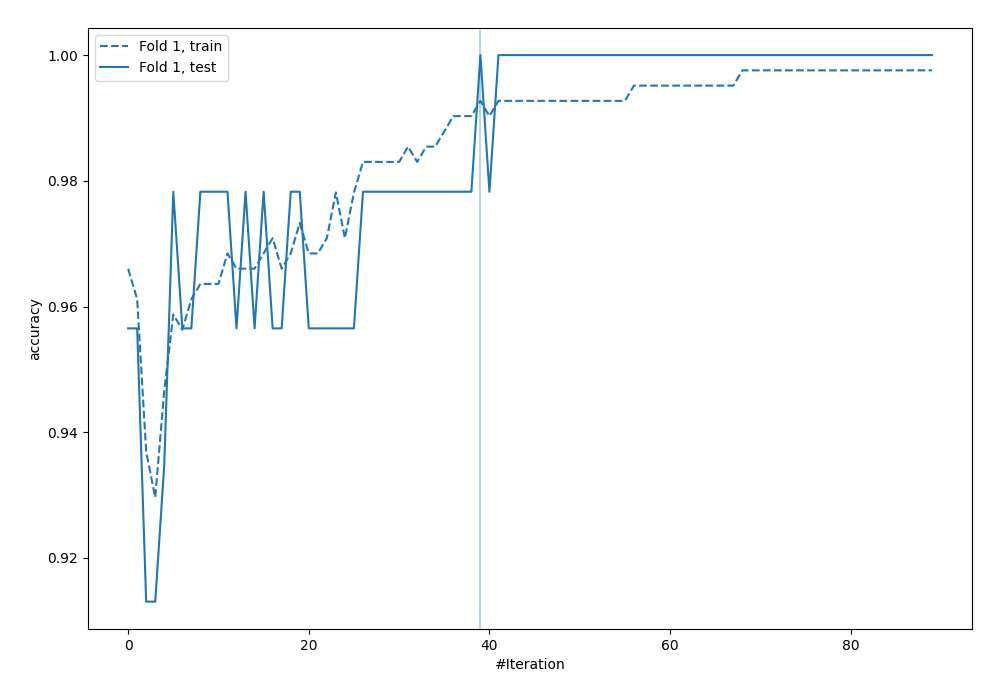 Fold 1, train
Fold 1, test
1.00
0.98
0.96
0.94
0.92
accuracy
0 20 40 60 80
#Iteration